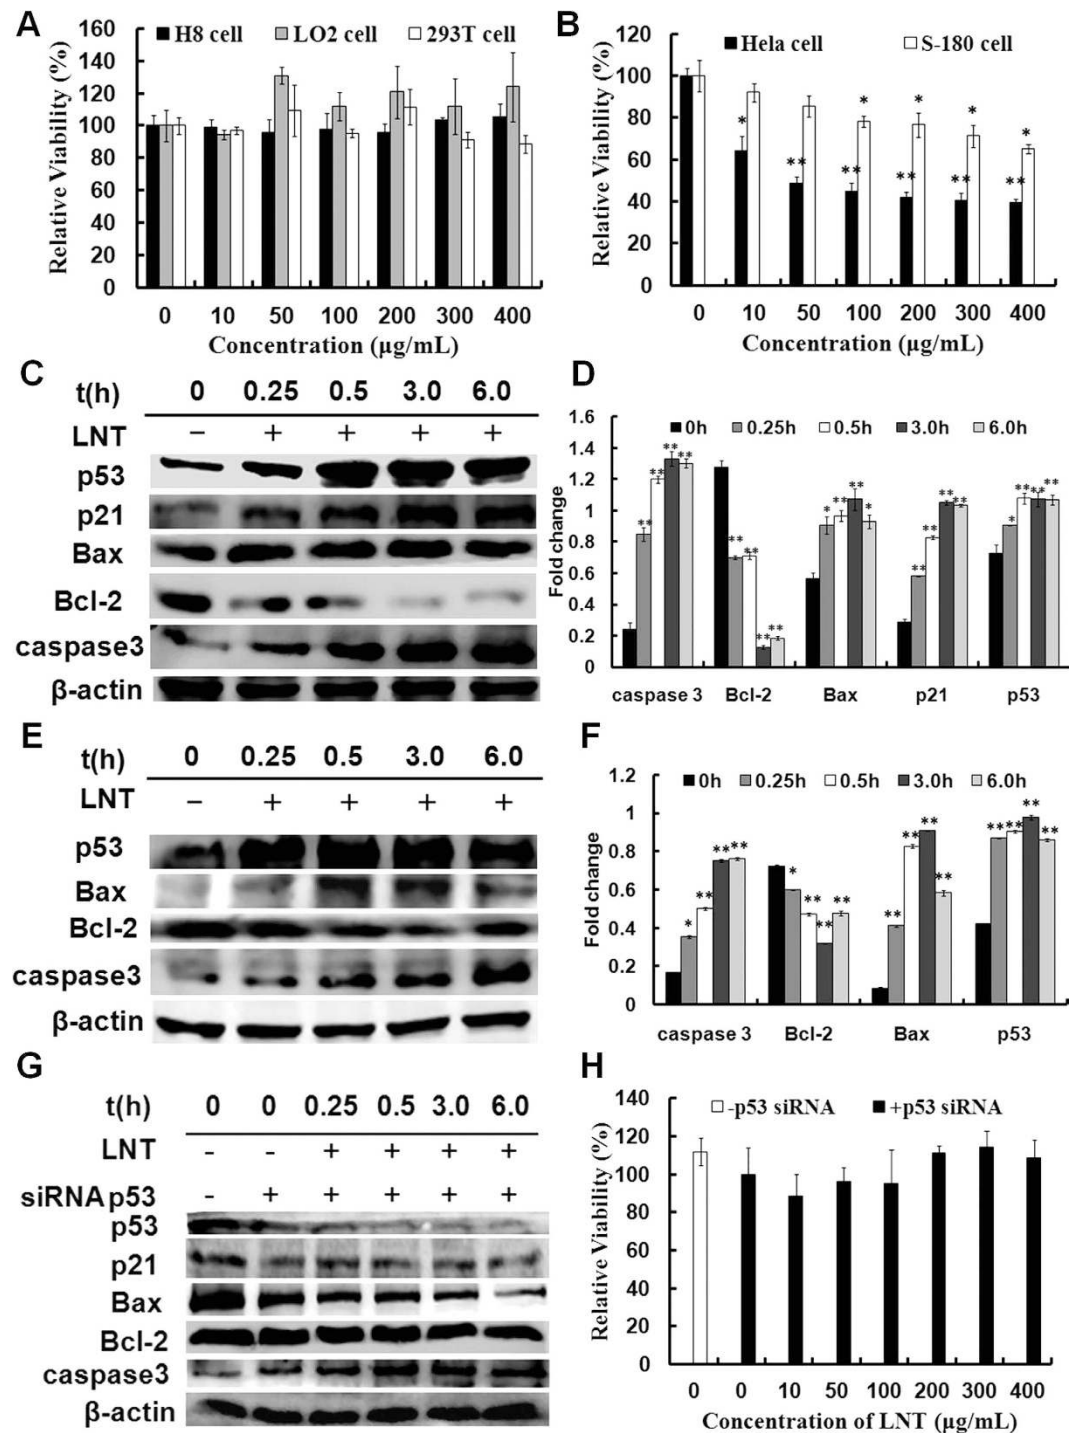 A
160
140
120
100
80
60
40
20
0
Relative Viability (%)
H8 cell LO2 cell 293T cell
0 10 50 100 200 300 400
Concentration (μg/mL)
B
120
100
80
60
40
20
0
Relative Viability (%)
Hela cell S-180 cell
* ** ** ** * ** * ** * ** *
0 10 50 100 200 300 400
Concentration (μg/mL)
C
t(h) 0 0.25 0.5 3.0 6.0
LNT – + + + +
p53
p21
Bax
Bcl-2
caspase3
β-actin
D
1.6
1.4
1.2
1
0.8
0.6
0.4
0.2
0
Fold change
0h 0.25h 0.5h 3.0h 6.0h
** ** ** ** ** ** ** ** * ** ** * ** ** ** ** * ** ** **
caspase 3 Bcl-2 Bax p21 p53
E
t(h) 0 0.25 0.5 3.0 6.0
LNT – + + + +
p53
Bax
Bcl-2
caspase3
β-actin
F
1.2
1
0.8
0.6
0.4
0.2
0
Fold change
0h 0.25h 0.5h 3.0h 6.0h
* ** ** ** * ** ** ** ** ** ** ** ** ** ** **
caspase 3 Bcl-2 Bax p53
G
t(h) 0 0 0.25 0.5 3.0 6.0
LNT - - + + + +
siRNA p53 - + + + + +
p53
p21
Bax
Bcl-2
caspase3
β-actin
H
140
120
100
80
60
40
20
0
Relative Viability (%)
-p53 siRNA +p53 siRNA
0 0 10 50 100 200 300 400
Concentration of LNT (μg/mL)